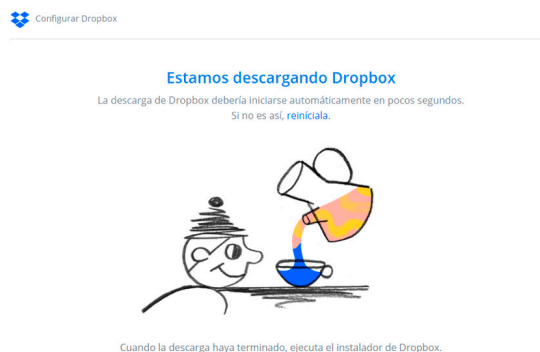 Configurar Dropbox
Estamos descargando Dropbox
La descarga de Dropbox debería iniciarse automáticamente en pocos segundos.
Si no es así, reiníciala.
Cuando la descarga haya terminado, ejecuta el instalador de Dropbox.